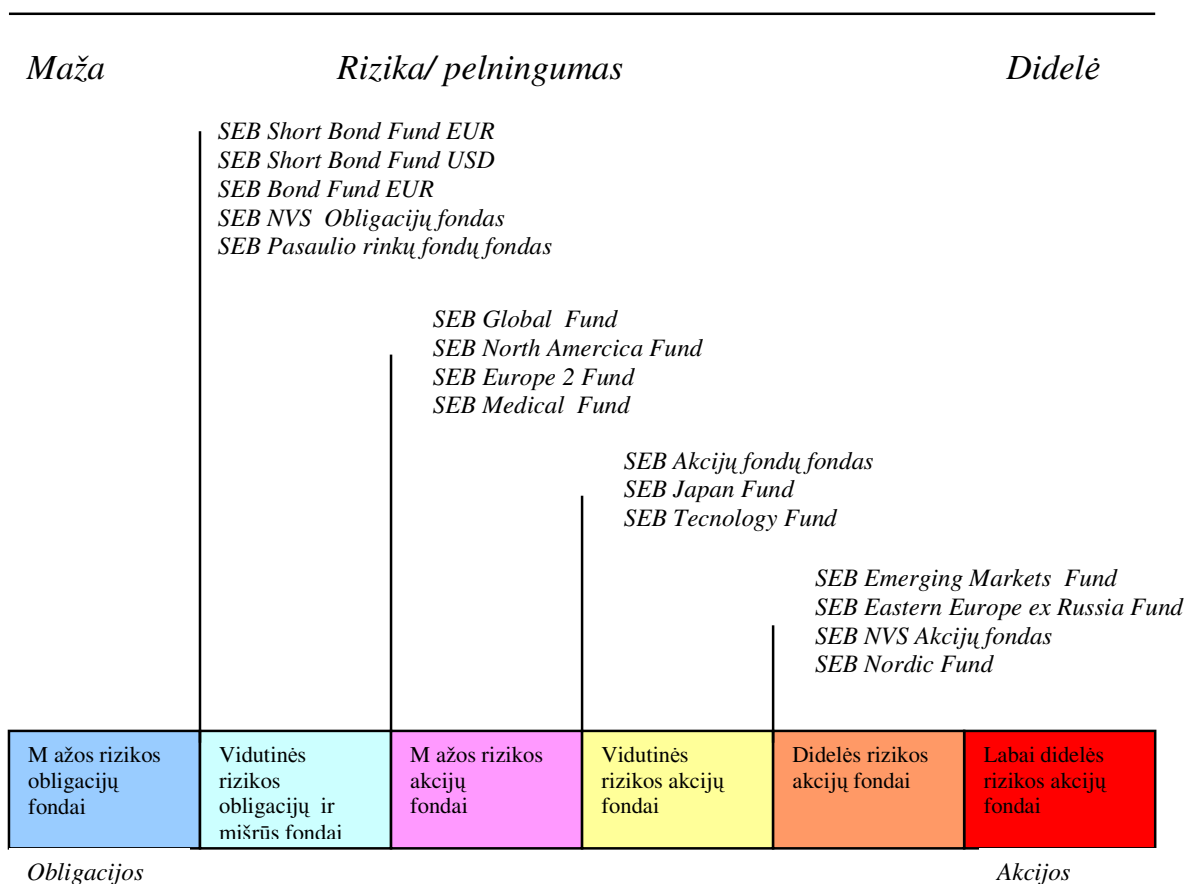 Maža Rizika/ pelningumas Didelė
SEB Short Bond Fund EUR
SEB Short Bond Fund USD
SEB Bond Fund EUR
SEB NVS Obligacijų fondas
SEB Pasaulio rinkų fondų fondas
SEB Global Fund
SEB North Amercica Fund
SEB Europe 2 Fund
SEB Medical Fund
SEB Akcijų fondų fondas
SEB Japan Fund
SEB Tecnology Fund
SEB Emerging Markets Fund
SEB Eastern Europe ex Russia Fund
SEB NVS Akcijų fondas
SEB Nordic Fund
M ažos rizikos
obligacijų
fondai
Vidutinės
rizikos
obligacijų ir
mišrūs fondai
M ažos rizikos
akcijų
fondai
Vidutinės
rizikos akcijų
fondai
Didelės rizikos
akcijų fondai
Labai didelės
rizikos akcijų
fondai
Obligacijos Akcijos